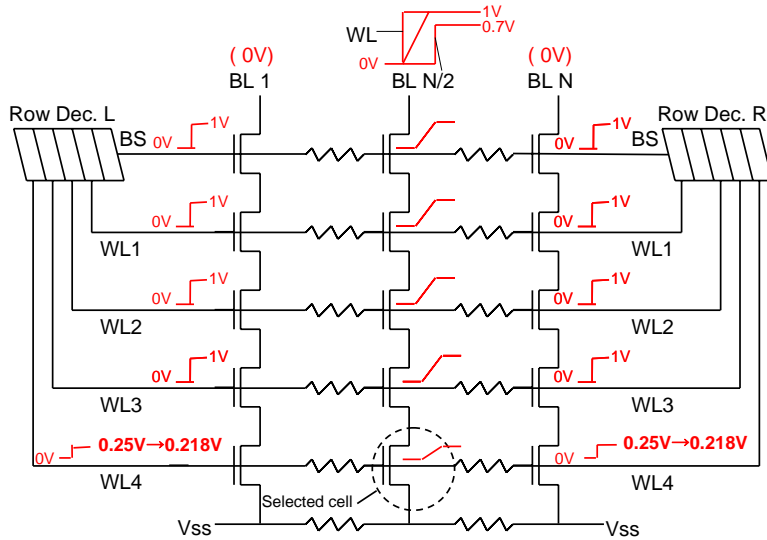 WL
1V
0.7V
0V
( 0V)
( 0V)
BL 1
BL N/2
BL N
Row Dec. L
Row Dec. R
BS
0V
1V
0V
1V
BS
0V
1V
0V
1V
WL1
WL1
0V
1V
0V
1V
WL2
WL2
0V
1V
0V
1V
WL3
WL3
0V
0.25V→0.218V
0V
0.25V→0.218V
WL4
WL4
Selected cell
Vss
Vss